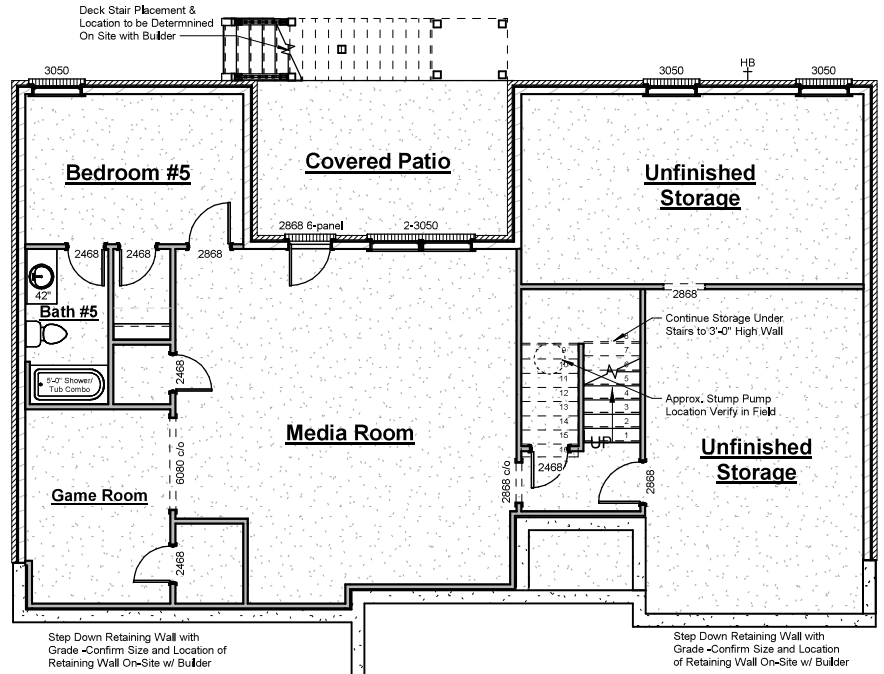 Deck Stair Placement &
Location to be Determnined
On Site with Builder
3050
3050
HB
3050
Bedroom #5
Covered Patio
Unfinished
Storage
2868 6-panel
2-3050
2468
2468
2868
2868
42"
Bath #5
Continue Storage Under
Stairs to 3'-0" High Wall
5'-0" Shower/
Tub Combo
2468
9
10
11
12
13
14
15
16
8
7
6
5
4
3
2
1
UP
Approx. Stump Pump
Location Verify in Field
Media Room
6080 c/o
Unfinished
Storage
2868 c/o
2468
2868
Game Room
2468
Step Down Retaining Wall with
Grade -Confirm Size and Location of
Retaining Wall On-Site w/ Builder
Step Down Retaining Wall with
Grade -Confirm Size and Location
of Retaining Wall On-Site w/ Builder